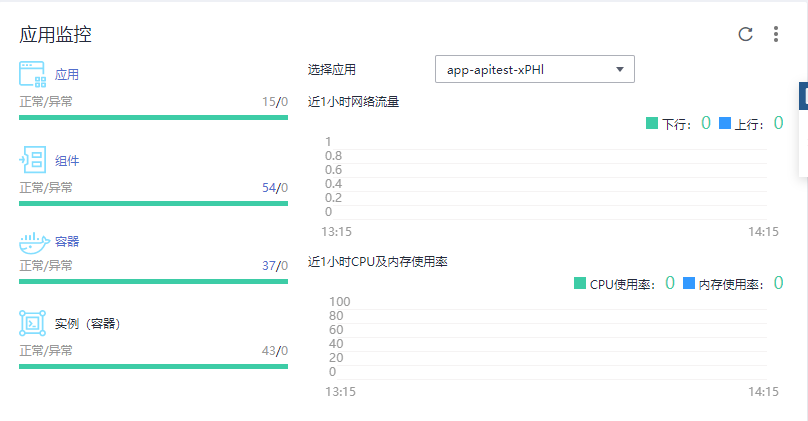 应用监控
应用
正常/异常 15/0
组件
正常/异常 54/0
容器
正常/异常 37/0
实例（容器）
正常/异常 43/0
选择应用 app-apitest-xPHl
近1小时网络流量
下行： 0 上行： 0
1
0.8
0.6
0.4
0.2
0
13:15 14:15
近1小时CPU及内存使用率
CPU使用率： 0 内存使用率： 0
100
80
60
40
20
0
13:15 14:15